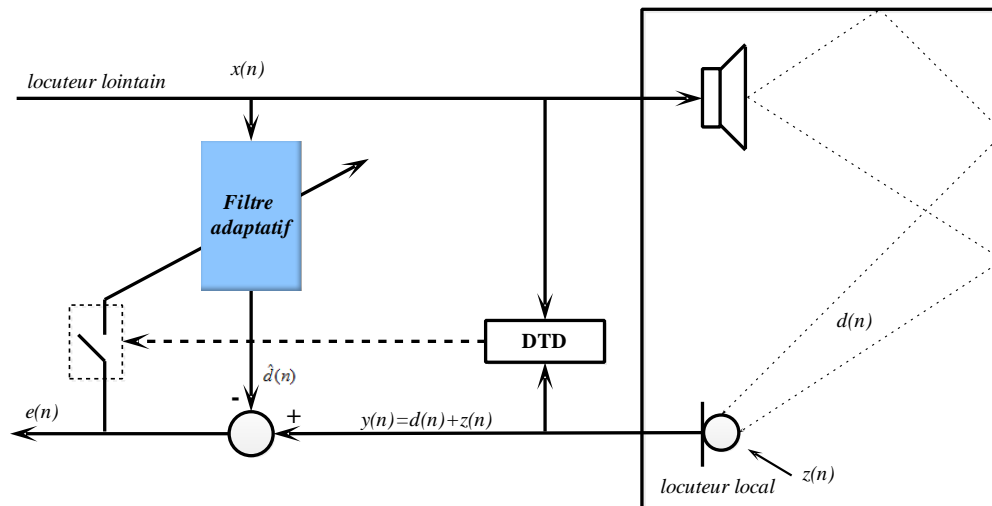 x(n)
locuteur lointain
Filtre
adaptatif
d(n)
DTD
d̂(n)
-
e(n)
+
y(n)=d(n)+z(n)
z(n)
locuteur local